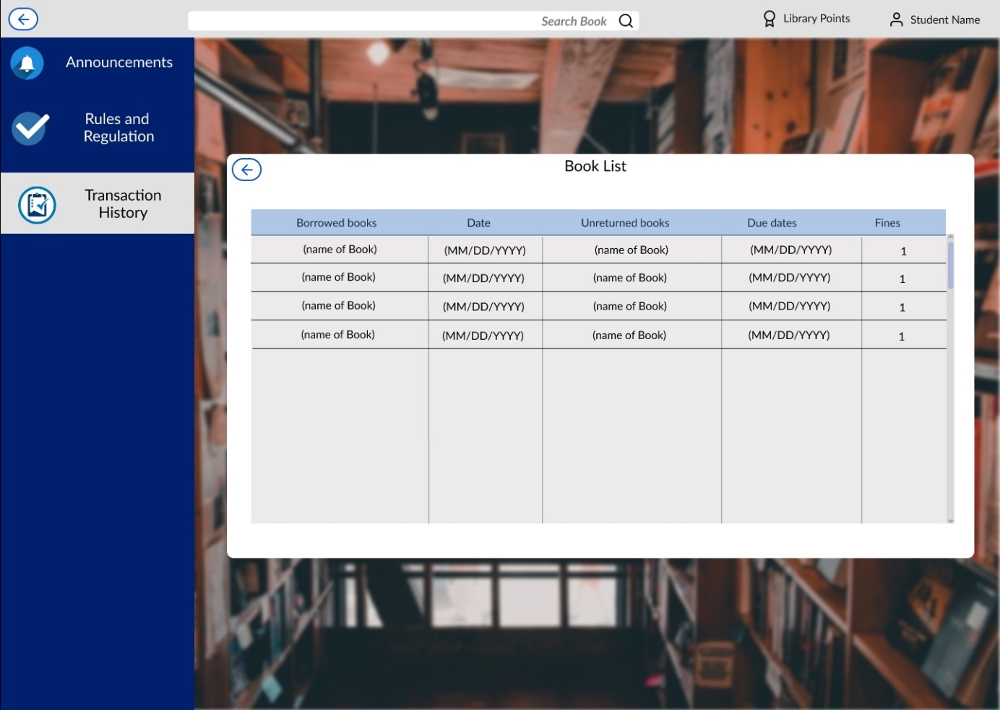 Search Book
Library Points
Student Name
Announcements
Rules and
Regulation
Transaction
History
Book List
Borrowed books Date Unreturned books Due dates Fines
(name of Book) (MM/DD/YYYY) (name of Book) (MM/DD/YYYY) 1
(name of Book) (MM/DD/YYYY) (name of Book) (MM/DD/YYYY) 1
(name of Book) (MM/DD/YYYY) (name of Book) (MM/DD/YYYY) 1
(name of Book) (MM/DD/YYYY) (name of Book) (MM/DD/YYYY) 1